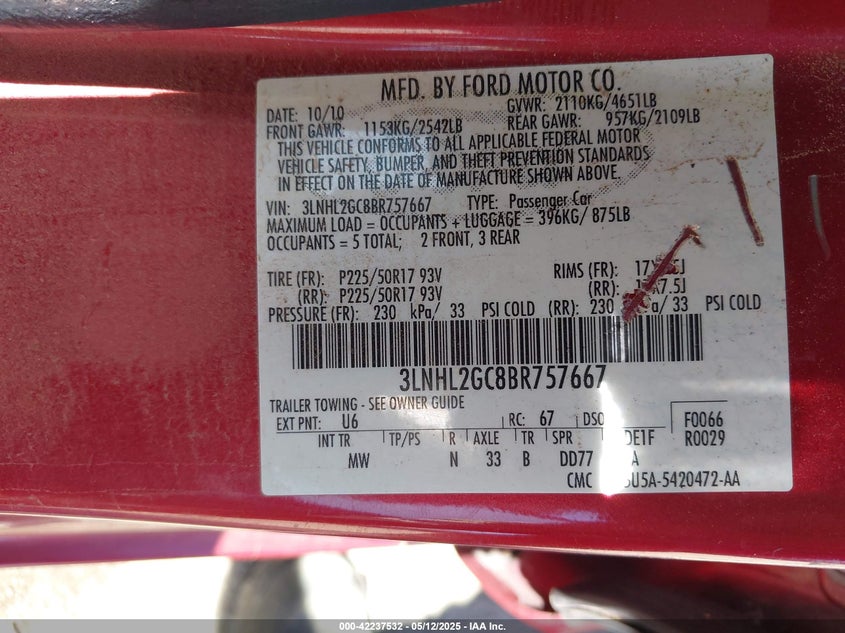 MFD. BY FORD MOTOR CO.
DATE: 10/10 GVWR: 2110KG/4651LB
FRONT GAWR: 1153KG/2542LB REAR GAWR: 957KG/2109LB
THIS VEHICLE CONFORMS TO ALL APPLICABLE FEDERAL MOTOR
VEHICLE SAFETY, BUMPER, AND THEFT PREVENTION STANDARDS
IN EFFECT ON THE DATE OF MANUFACTURE SHOWN ABOVE.
VIN: 3LNHL2GC8BR757667 TYPE: Passenger Car
MAXIMUM LOAD = OCCUPANTS + LUGGAGE = 396KG/ 875LB
OCCUPANTS = 5 TOTAL; 2 FRONT, 3 REAR
TIRE (FR): P225/50R17 93V RIMS (FR):
(RR): P225/50R17 93V (RR):
PRESSURE (FR): 230 kPa/ 33 PSI COLD (RR): 230 / 33 PSI COLD
3LNHL2GC8BR757667
TRAILER TOWING - SEE OWNER GUIDE
EXT PNT: U6 RC: 67 DSO F0066
INT TR TP/PS R AXLE TR SPR DE1F R0029
MW N 33 B DD77 A
CMC U5A-5420472-AA
000-42237532 - 05/12/2025 - IAA Inc.